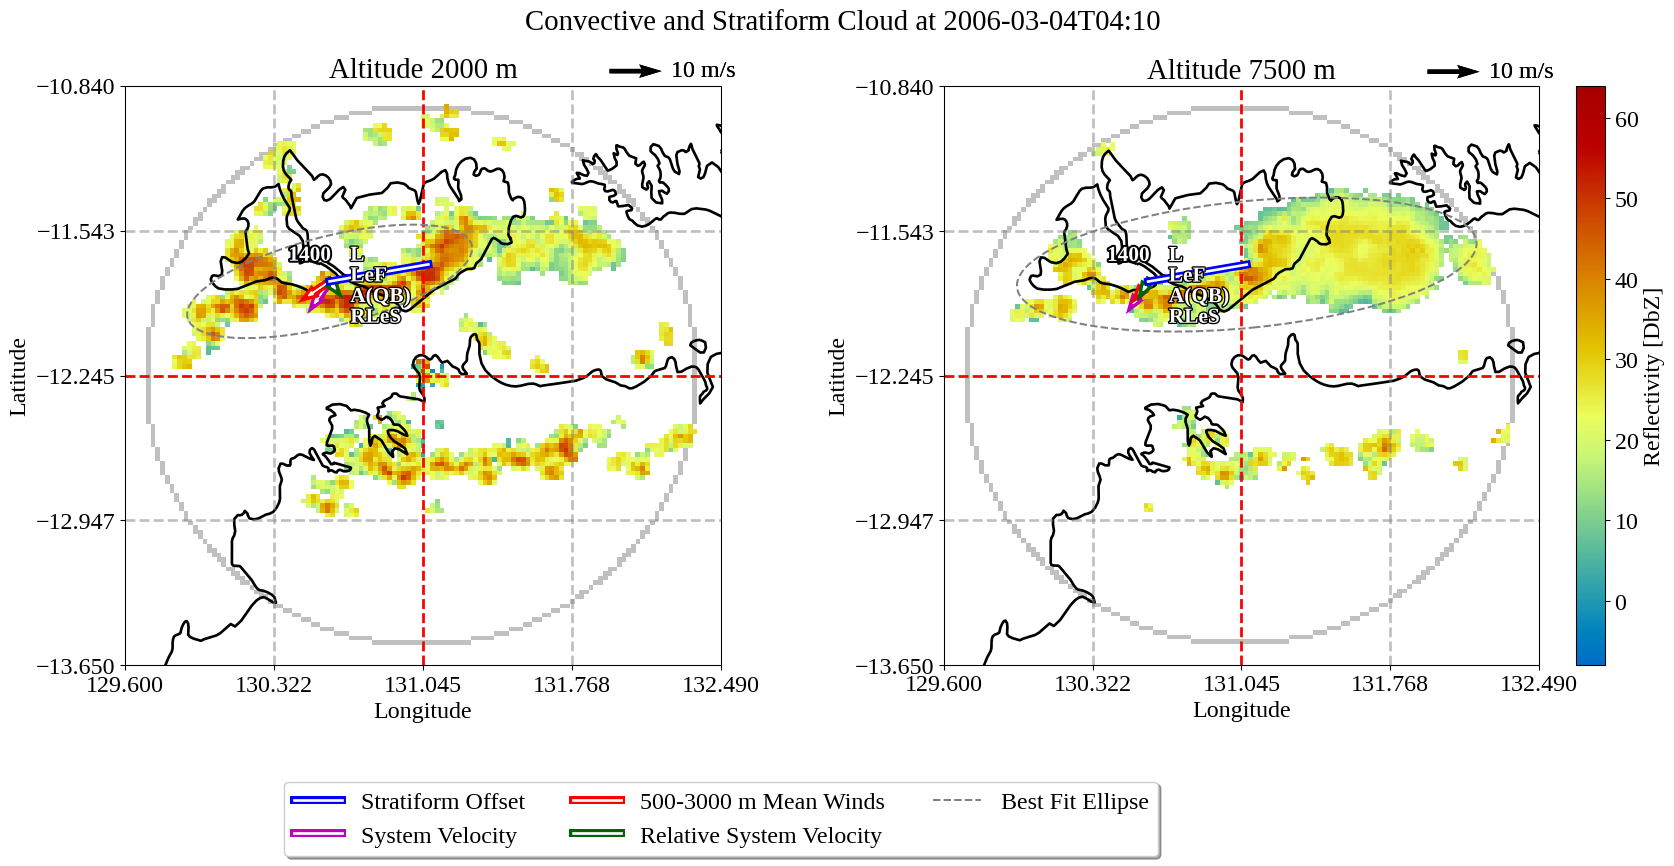 Convective and Stratiform Cloud at 2006-03-04T04:10
Altitude 2000 m
10 m/s
Altitude 7500 m
10 m/s
−10.840
−11.543
−12.245
−12.947
−13.650
Latitude
129.600
130.322
131.045
131.768
132.490
Longitude
1400
L
LeF
A(QB)
RLeS
−10.840
−11.543
−12.245
−12.947
−13.650
Latitude
129.600
130.322
131.045
131.768
132.490
Longitude
1400
L
LeF
A(QB)
RLeS
60
50
40
30
20
10
0
Reflectivity [DbZ]
Stratiform Offset
System Velocity
500-3000 m Mean Winds
Relative System Velocity
Best Fit Ellipse